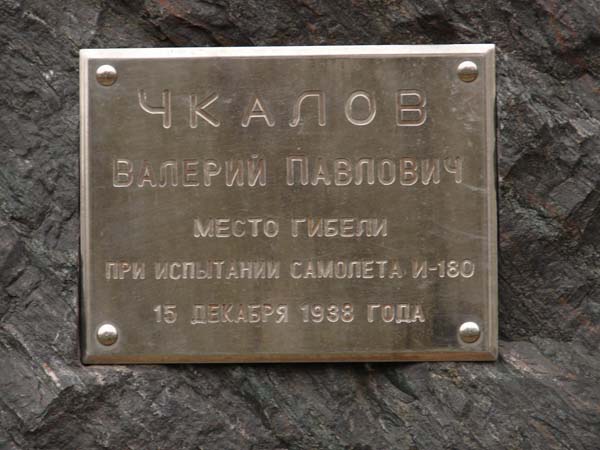 ЧКАЛОВ
ВАЛЕРИЙ ПАВЛОВИЧ
МЕСТО ГИБЕЛИ
ПРИ ИСПЫТАНИИ САМОЛЕТА И-180
15 ДЕКАБРЯ 1938 ГОДА